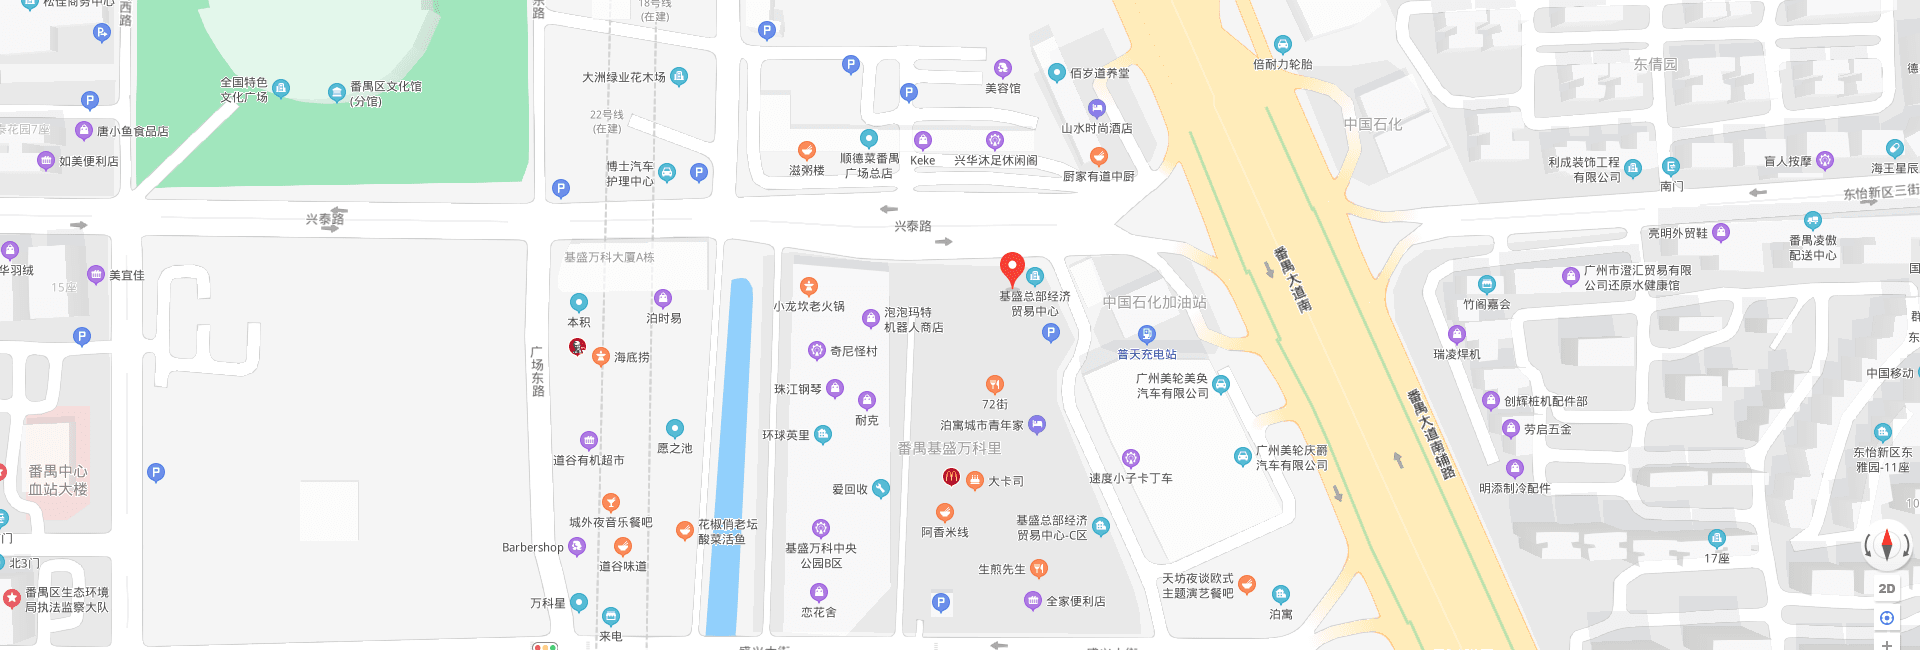 松佳商务中心
西
路
东
路
18号线
(在建)
全国特色
文化广场
番禺区文化馆
(分馆)
大洲绿业花木场
22号线
(在建)
博士汽车
护理中心
美容馆
佰岁道养堂
山水时尚酒店
倍耐力轮胎
东倩园
中国石化
德
泰花园7座
唐小鱼食品店
如美便利店
滋粥楼
顺德菜番禺
广场总店
Keke
兴华沐足休闲阁
厨家有道中厨
利成装饰工程
有限公司
南门
盲人按摩
海王星辰
东怡新区三街
兴泰路
兴泰路
亮明外贸鞋
番禺凌傲
配送中心
华羽绒
美宜佳
15座
基盛万科大厦A栋
本积
泊时易
小龙坎老火锅
泡泡玛特
机器人商店
基盛总部经济
贸易中心
中国石化加油站
番禺大道南
竹阁嘉会
广州市澄汇贸易有限
公司还原水健康馆
国
群
东
海底捞
广场东路
奇尼怪村
珠江钢琴
耐克
环球英里
72街
泊寓城市青年家
番禺基盛万科里
普天充电站
广州美轮美奂
汽车有限公司
瑞凌焊机
中国移动
创辉桩机配件部
劳启五金
番禺大道南辅路
愿之池
道谷有机超市
番禺中心
血站大楼
爱回收
大卡司
速度小子卡丁车
广州美轮庆爵
汽车有限公司
明添制冷配件
东怡新区东
雅园-11座
10
城外夜音乐餐吧
花椒俏老坛
酸菜活鱼
阿香米线
基盛总部经济
贸易中心-C区
Barbershop
道谷味道
基盛万科中央
公园B区
门
北3门
17座
番禺区生态环境
局执法监察大队
万科星
来电
恋花舍
生煎先生
全家便利店
天坊夜谈欧式
主题演艺餐吧
泊寓
2D
盛兴大街